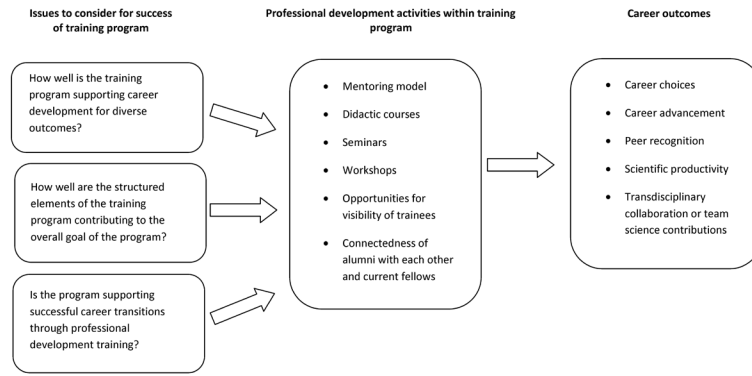 Issues to consider for success
of training program
How well is the training
program supporting career
development for diverse
outcomes?
How well are the structured
elements of the training
program contributing to the
overall goal of the program?
Is the program supporting
successful career transitions
through professional
development training?
Professional development activities within training
program
• Mentoring model
• Didactic courses
• Seminars
• Workshops
• Opportunities for
visibility of trainees
• Connectedness of
alumni with each other
and current fellows
Career outcomes
• Career choices
• Career advancement
• Peer recognition
• Scientific productivity
• Transdisciplinary
collaboration or team
science contributions